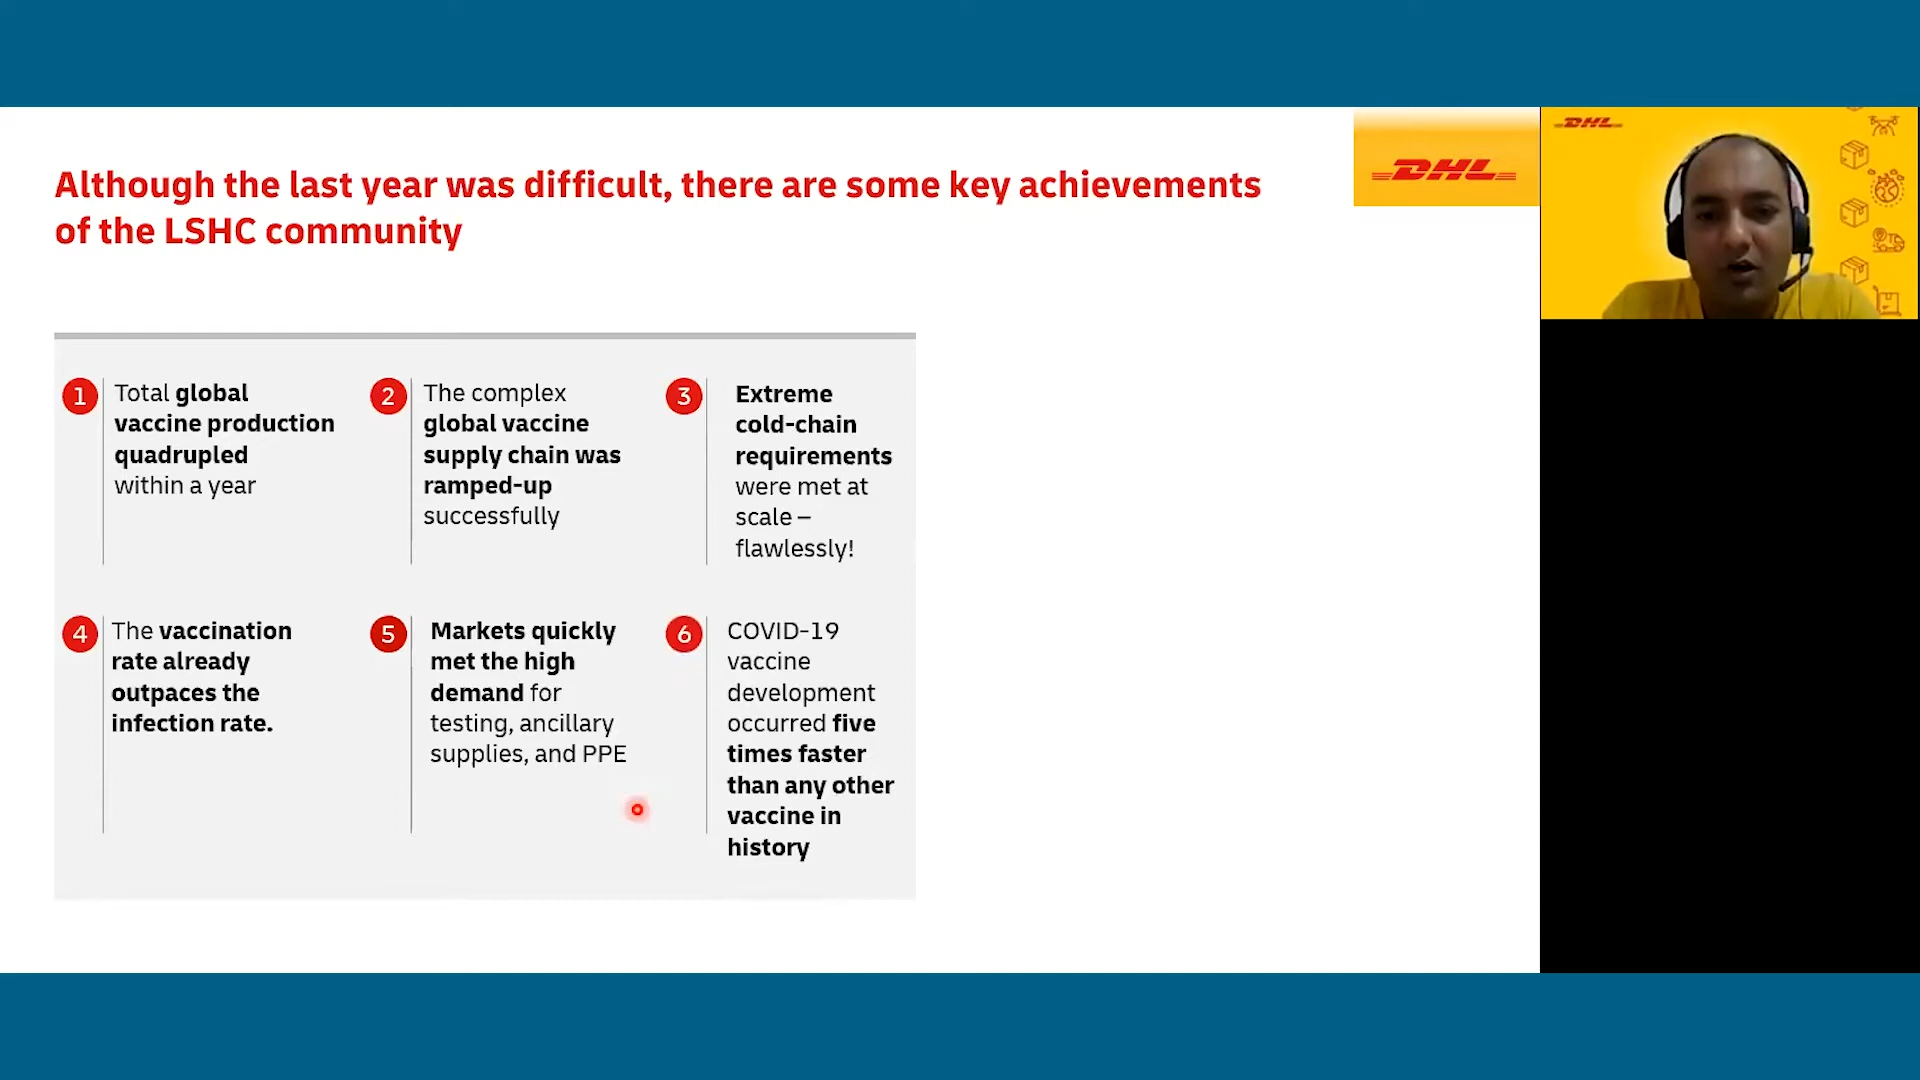 Although the last year was difficult, there are some key achievements
of the LSHC community
DHL
DHL
1
Total global
vaccine production
quadrupled
within a year
2
The complex
global vaccine
supply chain was
ramped-up
successfully
3
Extreme
cold-chain
requirements
were met at
scale –
flawlessly!
4
The vaccination
rate already
outpaces the
infection rate.
5
Markets quickly
met the high
demand for
testing, ancillary
supplies, and PPE
6
COVID-19
vaccine
development
occurred five
times faster
than any other
vaccine in
history